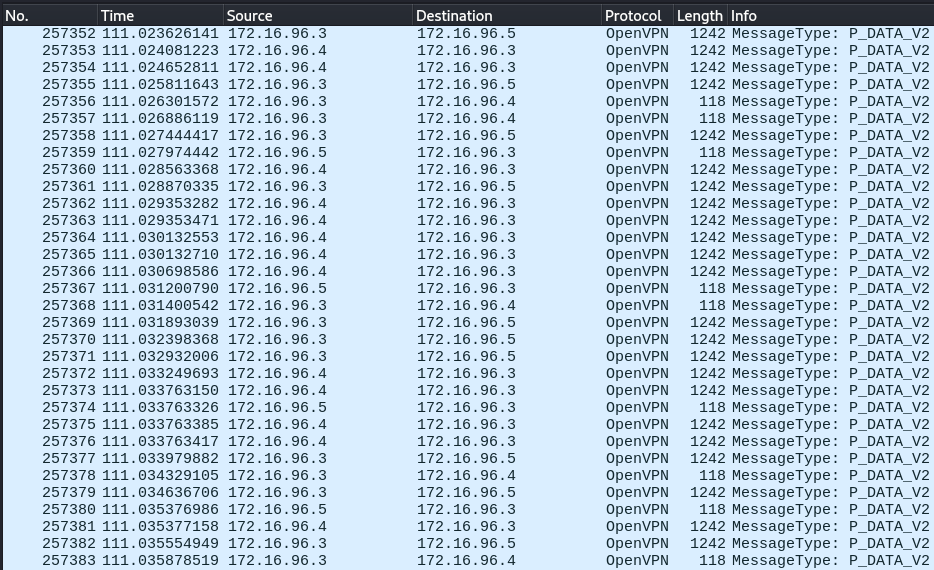 No. Time Source Destination Protocol Length Info
257352 111.023626141 172.16.96.3 172.16.96.5 OpenVPN 1242 MessageType: P_DATA_V2
257353 111.024081223 172.16.96.4 172.16.96.3 OpenVPN 1242 MessageType: P_DATA_V2
257354 111.024652811 172.16.96.4 172.16.96.3 OpenVPN 1242 MessageType: P_DATA_V2
257355 111.025811643 172.16.96.3 172.16.96.5 OpenVPN 1242 MessageType: P_DATA_V2
257356 111.026301572 172.16.96.3 172.16.96.4 OpenVPN 118 MessageType: P_DATA_V2
257357 111.026886119 172.16.96.3 172.16.96.4 OpenVPN 118 MessageType: P_DATA_V2
257358 111.027444417 172.16.96.3 172.16.96.5 OpenVPN 1242 MessageType: P_DATA_V2
257359 111.027974442 172.16.96.5 172.16.96.3 OpenVPN 118 MessageType: P_DATA_V2
257360 111.028563368 172.16.96.4 172.16.96.3 OpenVPN 1242 MessageType: P_DATA_V2
257361 111.028870335 172.16.96.3 172.16.96.5 OpenVPN 1242 MessageType: P_DATA_V2
257362 111.029353282 172.16.96.4 172.16.96.3 OpenVPN 1242 MessageType: P_DATA_V2
257363 111.029353471 172.16.96.4 172.16.96.3 OpenVPN 1242 MessageType: P_DATA_V2
257364 111.030132553 172.16.96.4 172.16.96.3 OpenVPN 1242 MessageType: P_DATA_V2
257365 111.030132710 172.16.96.4 172.16.96.3 OpenVPN 1242 MessageType: P_DATA_V2
257366 111.030698586 172.16.96.4 172.16.96.3 OpenVPN 1242 MessageType: P_DATA_V2
257367 111.031200790 172.16.96.5 172.16.96.3 OpenVPN 118 MessageType: P_DATA_V2
257368 111.031400542 172.16.96.3 172.16.96.4 OpenVPN 118 MessageType: P_DATA_V2
257369 111.031893039 172.16.96.3 172.16.96.5 OpenVPN 1242 MessageType: P_DATA_V2
257370 111.032398368 172.16.96.3 172.16.96.5 OpenVPN 1242 MessageType: P_DATA_V2
257371 111.032932006 172.16.96.3 172.16.96.5 OpenVPN 1242 MessageType: P_DATA_V2
257372 111.033249693 172.16.96.4 172.16.96.3 OpenVPN 1242 MessageType: P_DATA_V2
257373 111.033763150 172.16.96.4 172.16.96.3 OpenVPN 1242 MessageType: P_DATA_V2
257374 111.033763326 172.16.96.5 172.16.96.3 OpenVPN 118 MessageType: P_DATA_V2
257375 111.033763385 172.16.96.4 172.16.96.3 OpenVPN 1242 MessageType: P_DATA_V2
257376 111.033763417 172.16.96.4 172.16.96.3 OpenVPN 1242 MessageType: P_DATA_V2
257377 111.033979882 172.16.96.3 172.16.96.5 OpenVPN 1242 MessageType: P_DATA_V2
257378 111.034329105 172.16.96.3 172.16.96.4 OpenVPN 118 MessageType: P_DATA_V2
257379 111.034636706 172.16.96.3 172.16.96.5 OpenVPN 1242 MessageType: P_DATA_V2
257380 111.035376986 172.16.96.5 172.16.96.3 OpenVPN 118 MessageType: P_DATA_V2
257381 111.035377158 172.16.96.4 172.16.96.3 OpenVPN 1242 MessageType: P_DATA_V2
257382 111.035554949 172.16.96.3 172.16.96.5 OpenVPN 1242 MessageType: P_DATA_V2
257383 111.035878519 172.16.96.3 172.16.96.4 OpenVPN 118 MessageType: P_DATA_V2